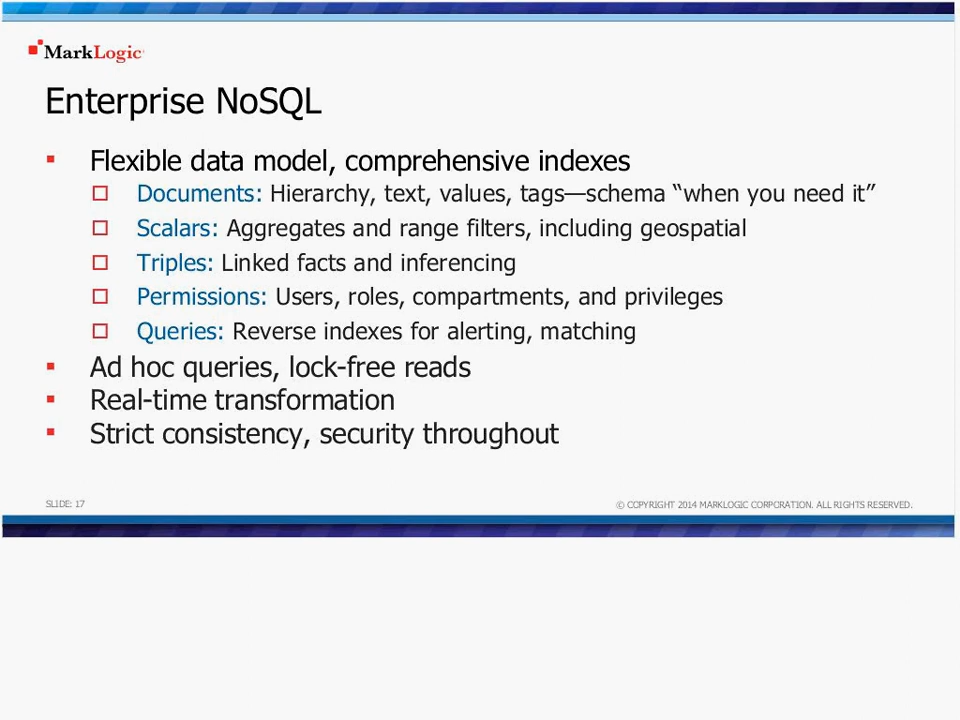 MarkLogic
Enterprise NoSQL
▪ Flexible data model, comprehensive indexes
□ Documents: Hierarchy, text, values, tags—schema “when you need it”
□ Scalars: Aggregates and range filters, including geospatial
□ Triples: Linked facts and inferencing
□ Permissions: Users, roles, compartments, and privileges
□ Queries: Reverse indexes for alerting, matching
▪ Ad hoc queries, lock-free reads
▪ Real-time transformation
▪ Strict consistency, security throughout
SLIDE: 17
© COPYRIGHT 2014 MARKLOGIC CORPORATION. ALL RIGHTS RESERVED.